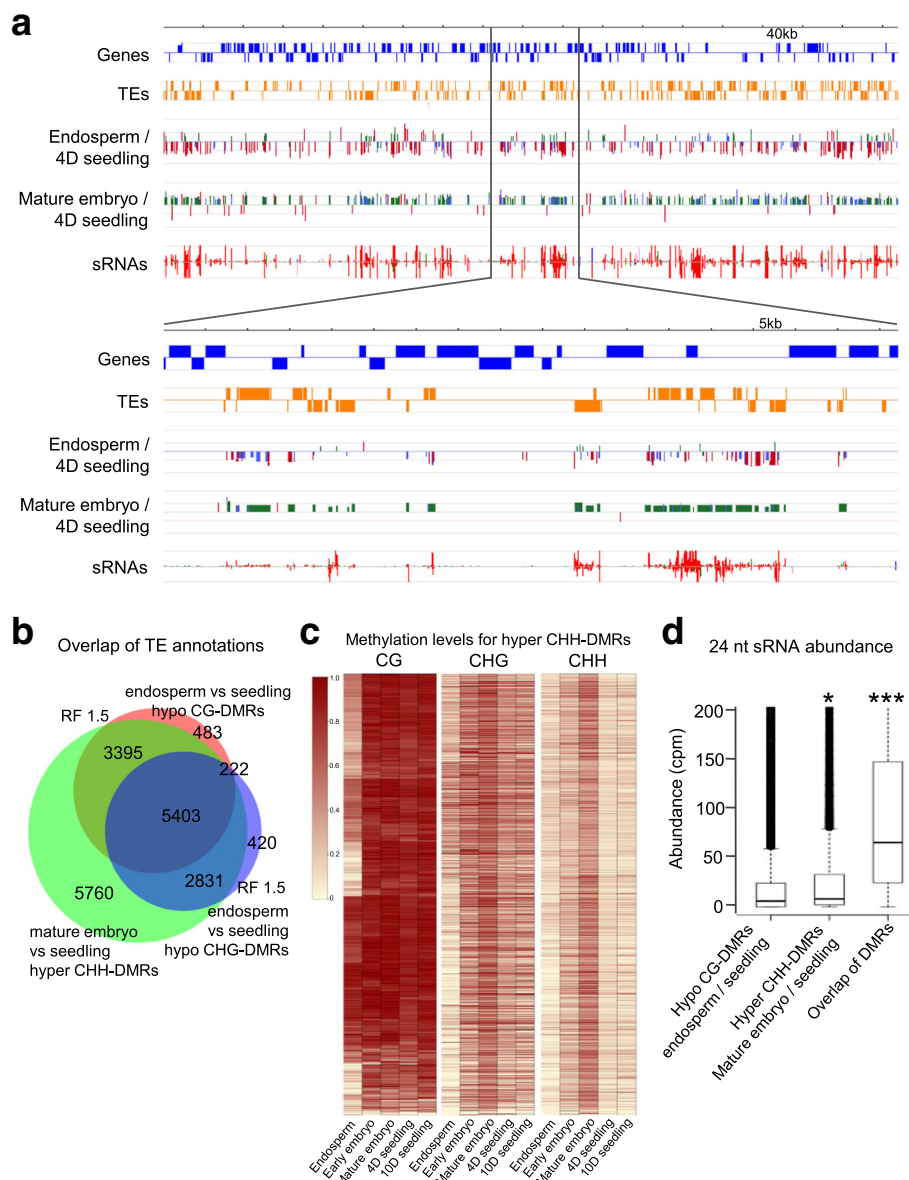 a
40kb
Genes
TEs
Endosperm /
4D seedling
Mature embryo /
4D seedling
sRNAs
5kb
Genes
TEs
Endosperm /
4D seedling
Mature embryo /
4D seedling
sRNAs
b
Overlap of TE annotations
endosperm vs seedling
hypo CG-DMRs
RF 1.5
483
3395
222
5403
420
5760
2831
RF 1.5
endosperm
vs seedling
hypo CHG-DMRs
mature embryo
vs seedling
hyper CHH-DMRs
c
Methylation levels for hyper CHH-DMRs
CG
CHG
CHH
1.0
0.8
0.6
0.4
0.2
0
Endosperm
Early embryo
Mature embryo
4D seedling
10D seedling
Endosperm
Early embryo
Mature embryo
4D seedling
10D seedling
Endosperm
Early embryo
Mature embryo
4D seedling
10D seedling
d
24 nt sRNA abundance
*
***
Abundance (cpm)
200
150
100
50
0
Hypo CG-DMRs
endosperm / seedling
Hyper CHH-DMRs
Mature embryo / seedling
Overlap of DMRs